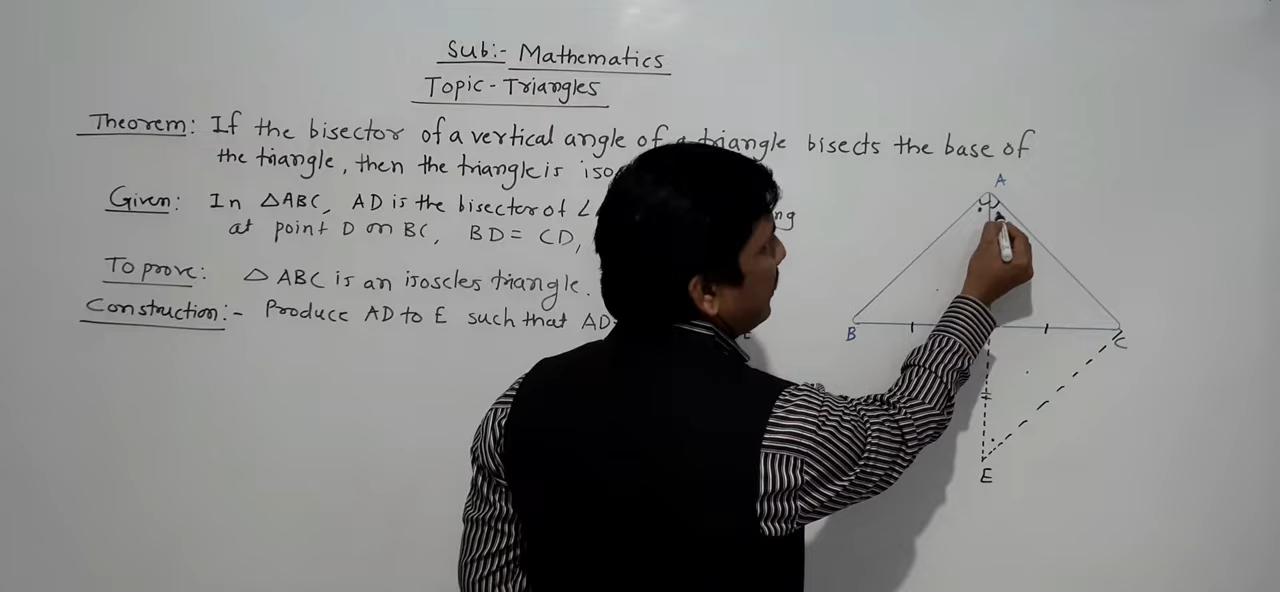 Sub:- Mathematics
Topic - Triangles
Theorem: If the bisector of a vertical angle of a triangle bisects the base of
the triangle, then the triangle is iso
Given: In △ABC, AD is the bisector of ∠ ng
at point D on BC, BD = CD,
To prove: △ABC is an isoscles triangle.
Construction:- Produce AD to E such that AD
A
B
C
E